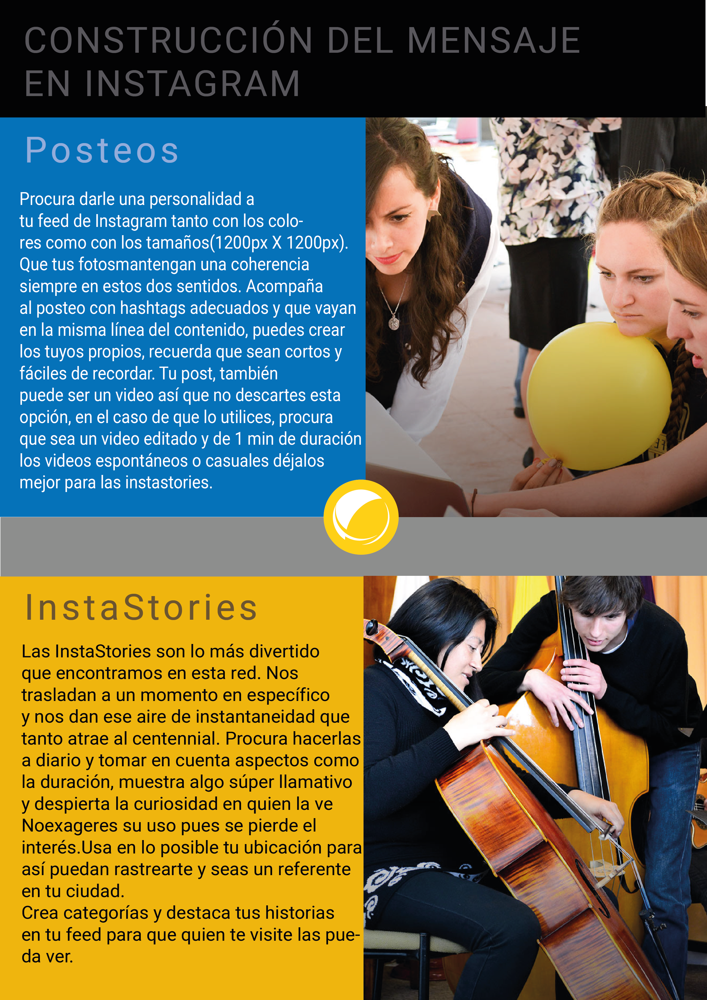 CONSTRUCCIÓN DEL MENSAJE
EN INSTAGRAM
Posteos
Procura darle una personalidad a
tu feed de Instagram tanto con los colo-
res como con los tamaños(1200px X 1200px).
Que tus fotosmantengan una coherencia
siempre en estos dos sentidos. Acompaña
al posteo con hashtags adecuados y que vayan
en la misma línea del contenido, puedes crear
los tuyos propios, recuerda que sean cortos y
fáciles de recordar. Tu post, también
puede ser un video así que no descartes esta
opción, en el caso de que lo utilices, procura
que sea un video editado y de 1 min de duración
los videos espontáneos o casuales déjalos
mejor para las instastories.
InstaStories
Las InstaStories son lo más divertido
que encontramos en esta red. Nos
trasladan a un momento en específico
y nos dan ese aire de instantaneidad que
tanto atrae al centennial. Procura hacerlas
a diario y tomar en cuenta aspectos como
la duración, muestra algo súper llamativo
y despierta la curiosidad en quien la ve
Noexageres su uso pues se pierde el
interés.Usa en lo posible tu ubicación para
así puedan rastrearte y seas un referente
en tu ciudad.
Crea categorías y destaca tus historias
en tu feed para que quien te visite las pue-
da ver.